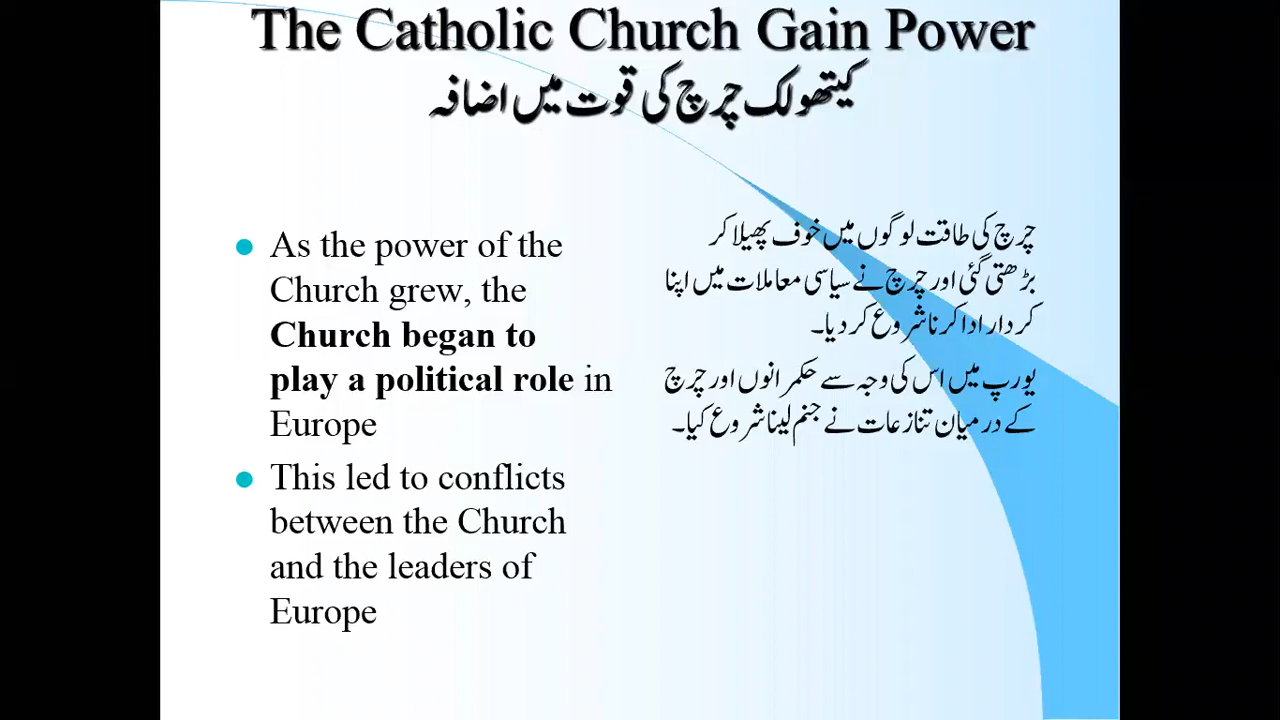 The Catholic Church Gain Power
کیتھولک چرچ کی قوت میں اضافہ
As the power of the
Church grew, the
Church began to
play a political role in
Europe
This led to conflicts
between the Church
and the leaders of
Europe
چرچ کی طاقت لوگوں میں خوف پھیلا کر
بڑھتی گئی اور چرچ نے سیاسی معاملات میں اپنا
کردار ادا کرنا شروع کر دیا۔
یورپ میں اس کی وجہ سے حکمرانوں اور چرچ
کے درمیان تنازعات نے جنم لینا شروع کیا۔